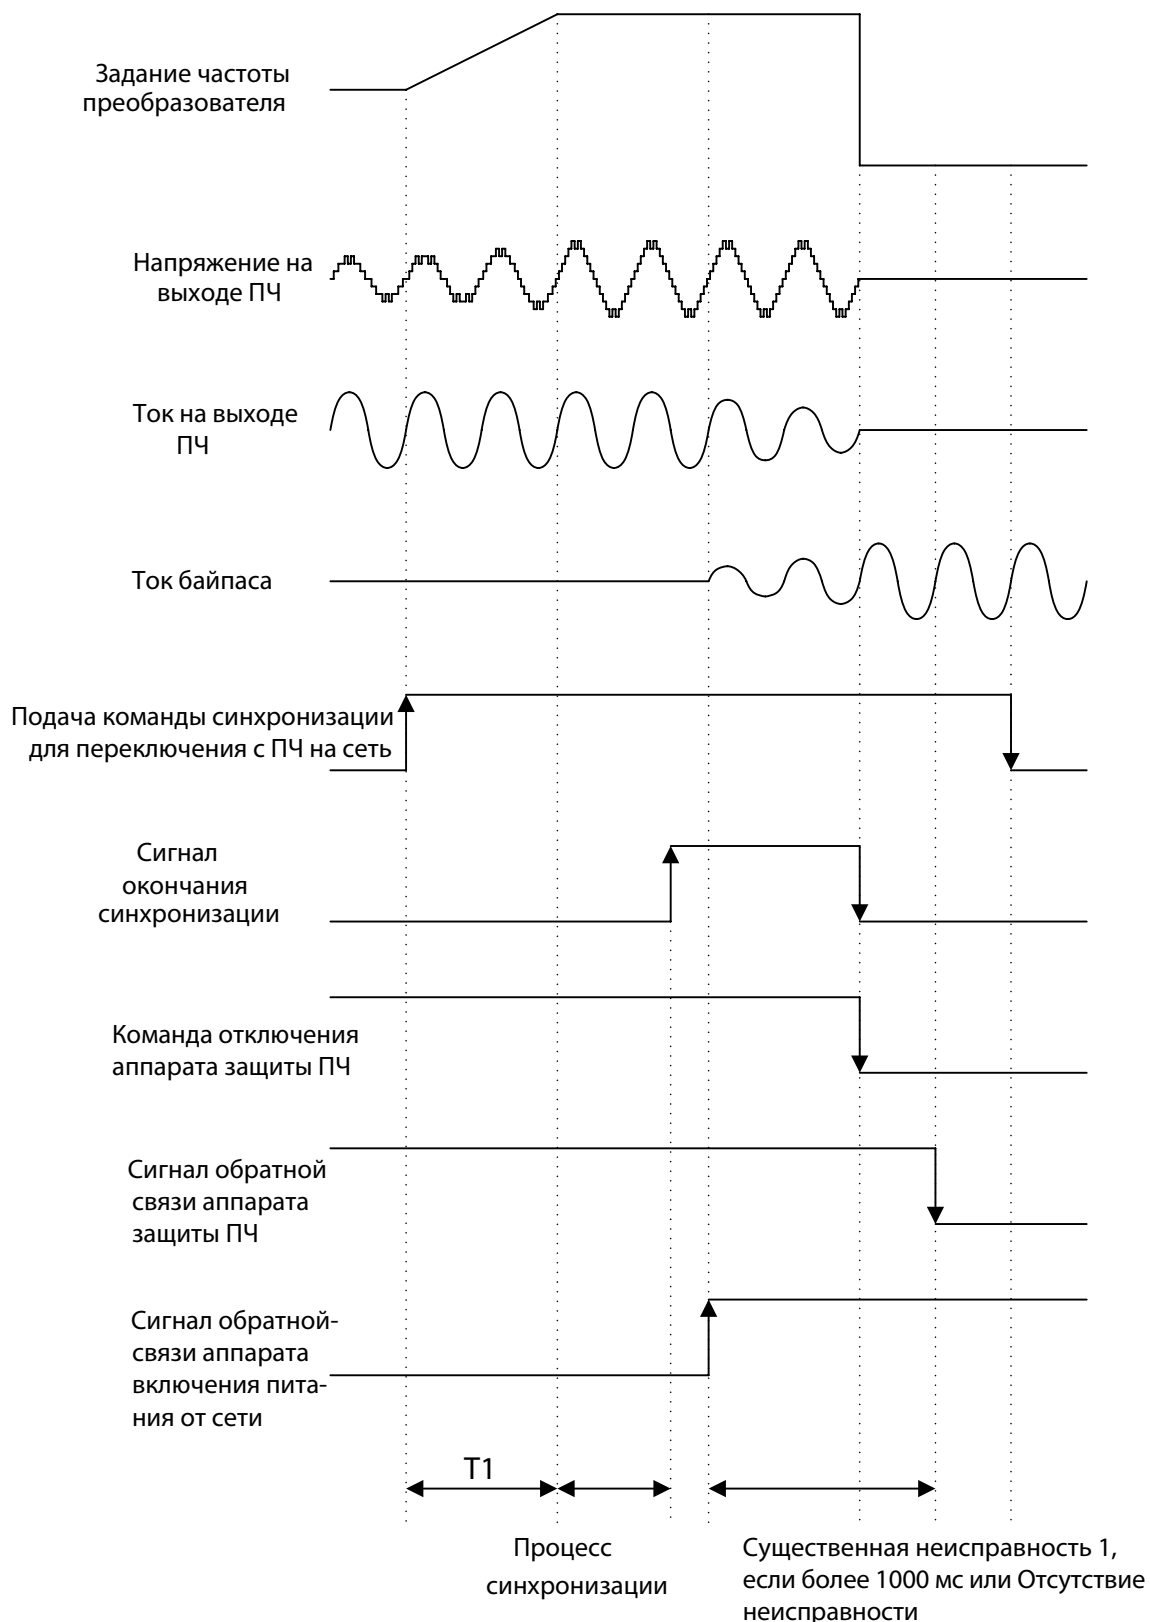 Задание частоты
преобразователя
Напряжение на
выходе ПЧ
Ток на выходе
ПЧ
Ток байпаса
Подача команды синхронизации
для переключения с ПЧ на сеть
Сигнал
окончания
синхронизации
Команда отключения
аппарата защиты ПЧ
Сигнал обратной
связи аппарата
защиты ПЧ
Сигнал обратной-
связи аппарата
включения пита-
ния от сети
T1
Процесс
синхронизации
Существенная неисправность 1,
если более 1000 мс или Отсутствие
неисправности